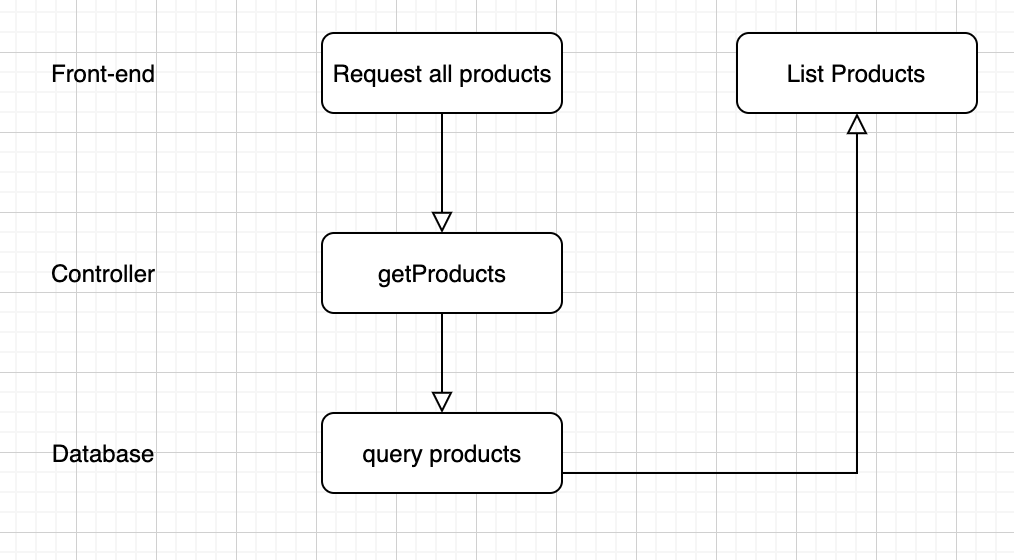 Front-end
Request all products
List Products
Controller
getProducts
Database
query products